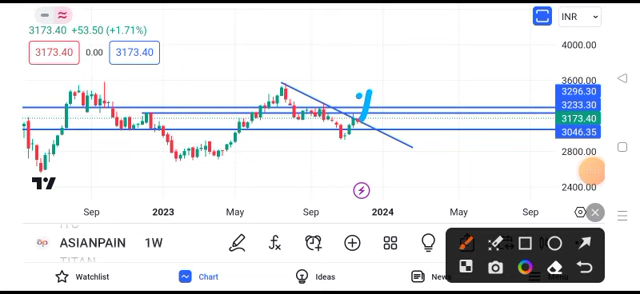 3173.40 +53.50 (+1.71%)
INR
3173.40 0.00 3173.40
4000.00
3600.00
3296.30
3233.30
3173.40
3046.35
2800.00
2400.00
Sep 2023 May Sep 2024 May Sep
ASIANPAIN 1W
TITAN
Watchlist Chart Ideas News Menu